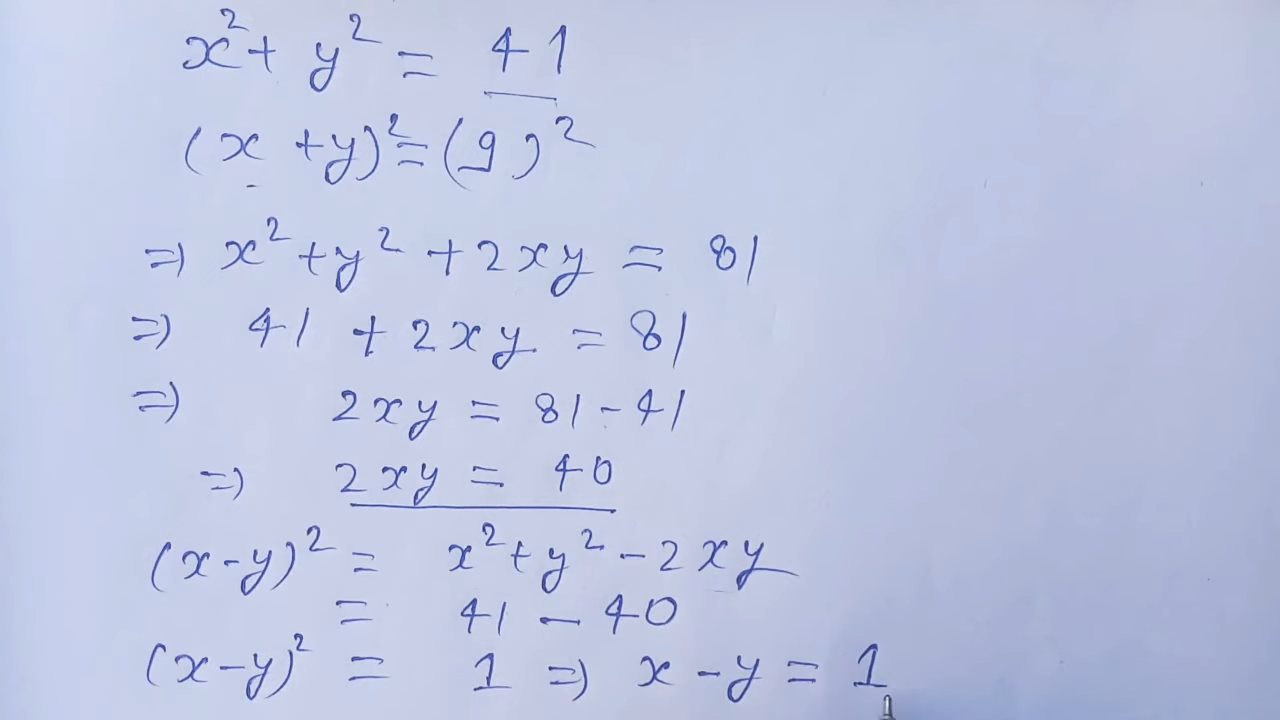 x² + y² = 41
(x + y)² = (9)²
=> x² + y² + 2xy = 81
=> 41 + 2xy = 81
=> 2xy = 81 - 41
=> 2xy = 40
(x-y)² = x² + y² - 2xy
= 41 - 40
(x-y)² = 1 => x - y = 1